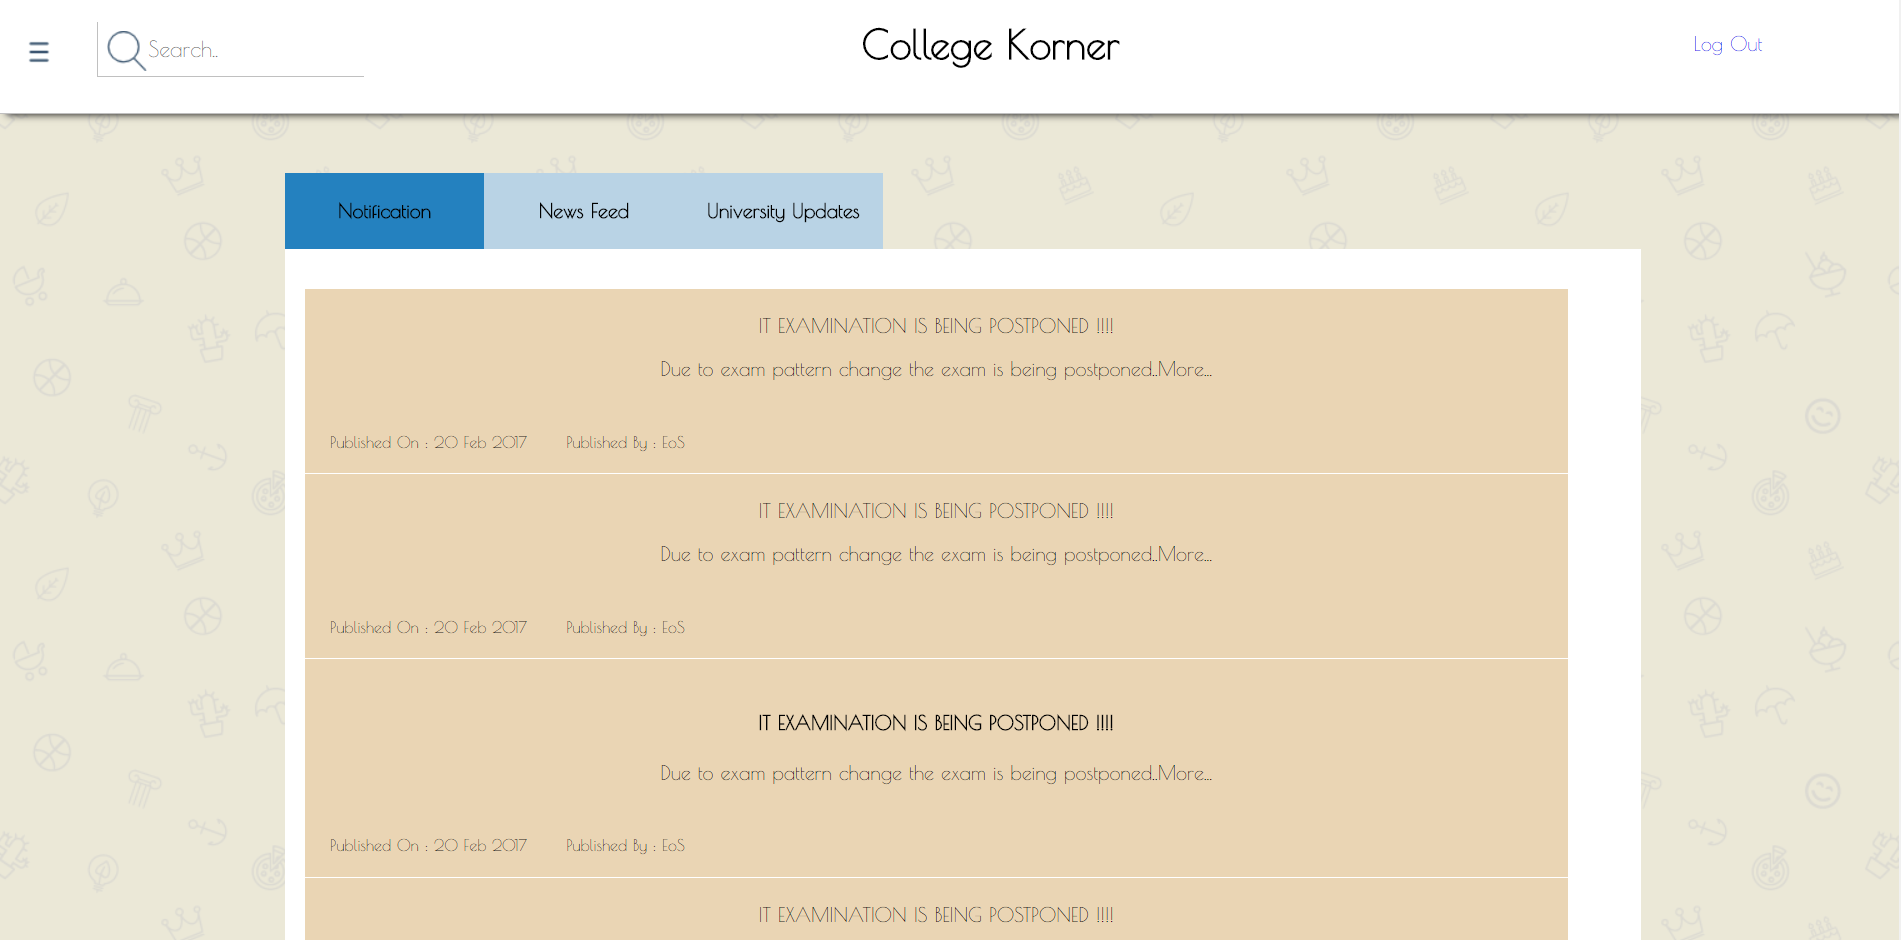 Search..
College Korner
Log Out
Notification
News Feed
University Updates
IT EXAMINATION IS BEING POSTPONED !!!!
Due to exam pattern change the exam is being postponed..More...
Published On : 20 Feb 2017 Published By : EoS
IT EXAMINATION IS BEING POSTPONED !!!!
Due to exam pattern change the exam is being postponed..More...
Published On : 20 Feb 2017 Published By : EoS
IT EXAMINATION IS BEING POSTPONED !!!!
Due to exam pattern change the exam is being postponed..More...
Published On : 20 Feb 2017 Published By : EoS
IT EXAMINATION IS BEING POSTPONED !!!!